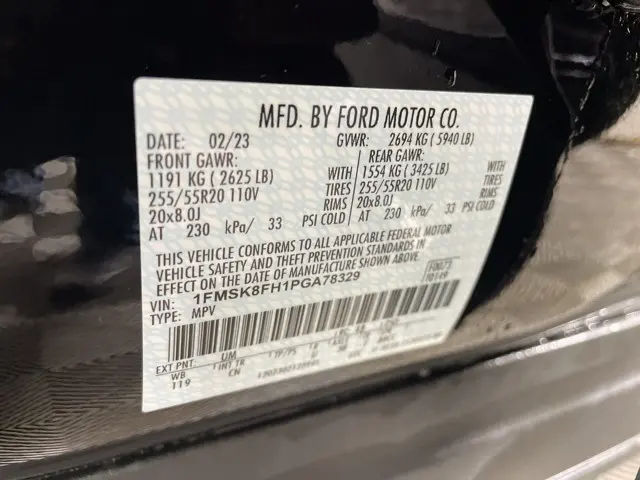 MFD. BY FORD MOTOR CO.
DATE: 02/23 GVWR: 2694 KG ( 5940 LB)
FRONT GAWR: REAR GAWR:
1191 KG ( 2625 LB) WITH 1554 KG ( 3425 LB) WITH
255/55R20 110V TIRES 255/55R20 110V TIRES
20x8.0J RIMS 20x8.0J RIMS
AT 230 kPa/ 33 PSI COLD AT 230 kPa/ 33 PSI COLD
THIS VEHICLE CONFORMS TO ALL APPLICABLE FEDERAL MOTOR
VEHICLE SAFETY AND THEFT PREVENTION STANDARDS IN
EFFECT ON THE DATE OF MANUFACTURE SHOWN ABOVE.
VIN: 1FMSK8FH1PGA78329
TYPE: MPV
EXT PNT: UM
WB INT TR
119 CN